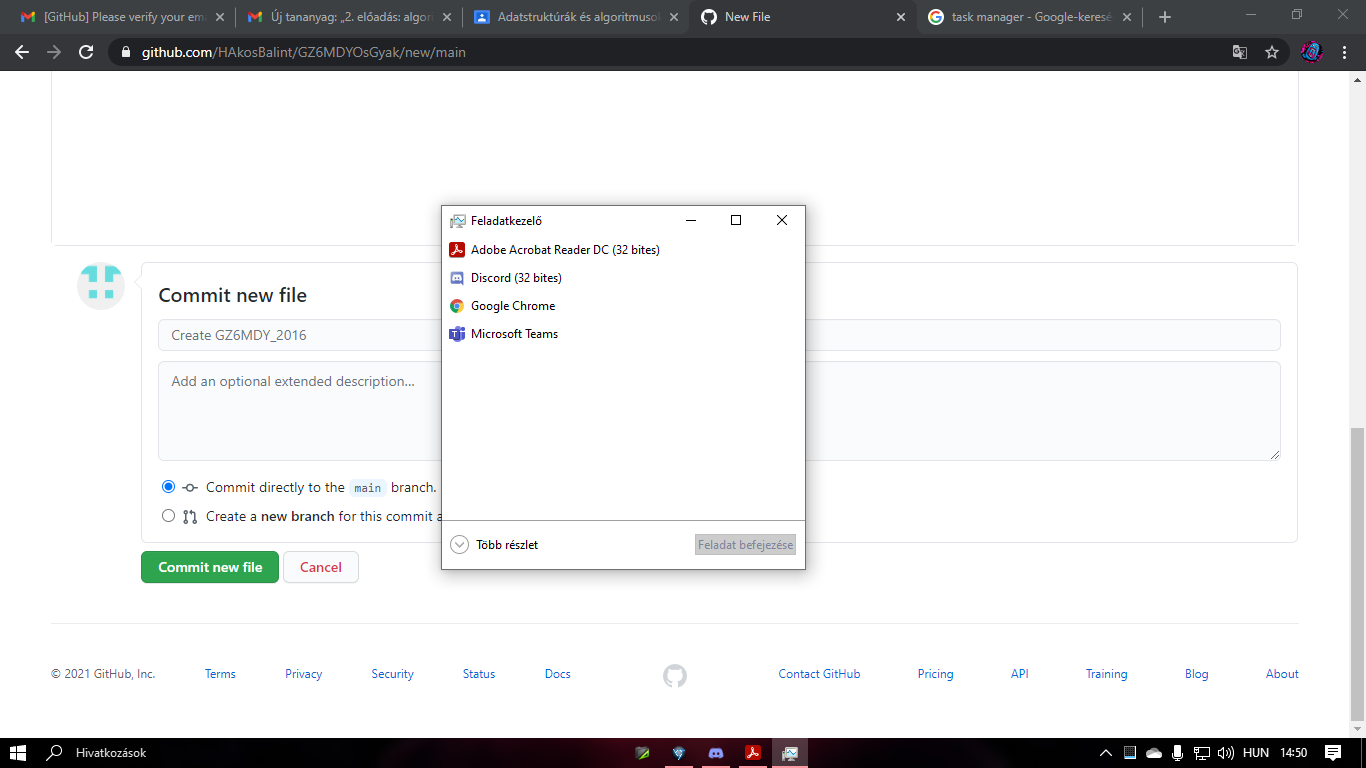 [GitHub] Please verify your ema
Új tananyag: „2. előadás: algori
Adatstruktúrák és algoritmusok
New File
task manager - Google-keresé
github.com/HAkosBalint/GZ6MDYOsGyak/new/main
Feladatkezelő
Adobe Acrobat Reader DC (32 bites)
Discord (32 bites)
Google Chrome
Microsoft Teams
Több részlet
Feladat befejezése
Commit new file
Create GZ6MDY_2016
Add an optional extended description...
Commit directly to the main branch.
Create a new branch for this commit a
Commit new file
Cancel
© 2021 GitHub, Inc.
Terms
Privacy
Security
Status
Docs
Contact GitHub
Pricing
API
Training
Blog
About
Hivatkozások
HUN
14:50